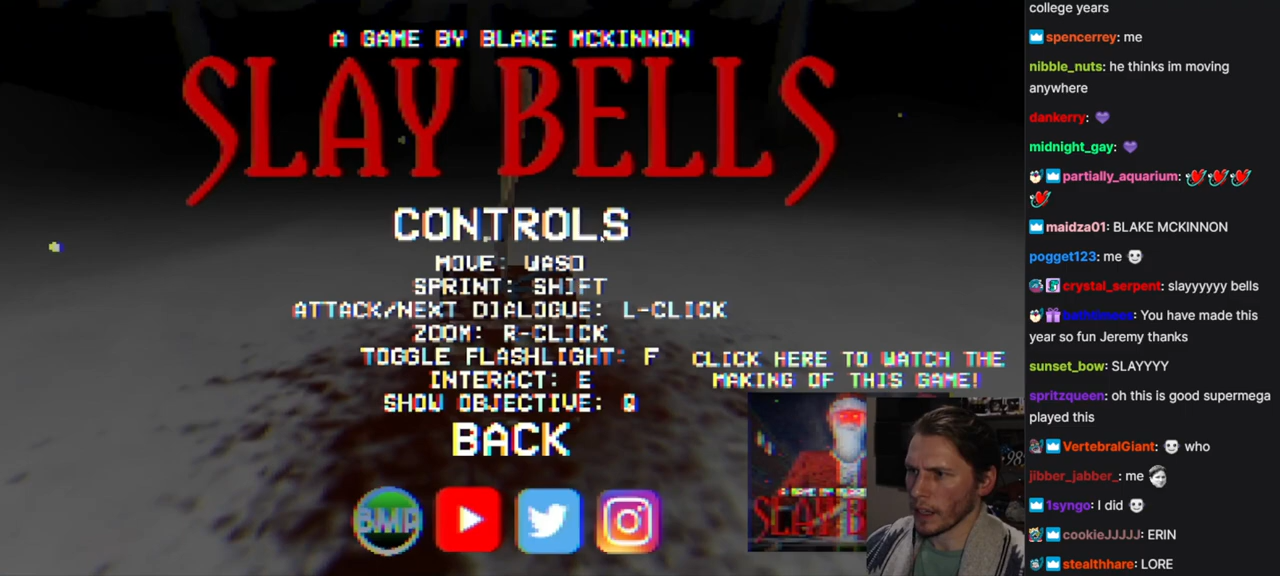 A GAME BY BLAKE MCKINNON
SLAY BELLS
CONTROLS
MOVE: WASD
SPRINT: SHIFT
ATTACK/NEXT DIALOGUE: L-CLICK
ZOOM: R-CLICK
TOGGLE FLASHLIGHT: F
INTERACT: E
SHOW OBJECTIVE: Q
BACK
CLICK HERE TO WATCH THE
MAKING OF THIS GAME!
BMP
SLAY B
college years
spencerrey: me
nibble_nuts: he thinks im moving
anywhere
dankerry:
midnight_gay:
partially_aquarium:
maidza01: BLAKE MCKINNON
pogget123: me
crystal_serpent: slayyyyyy bells
You have made this
year so fun Jeremy thanks
sunset_bow: SLAYYYY
spritzqueen: oh this is good supermega
played this
VertebralGiant: who
jibber_jabber_: me
1syngo: I did
cookieJJJJJ: ERIN
stealthhare: LORE